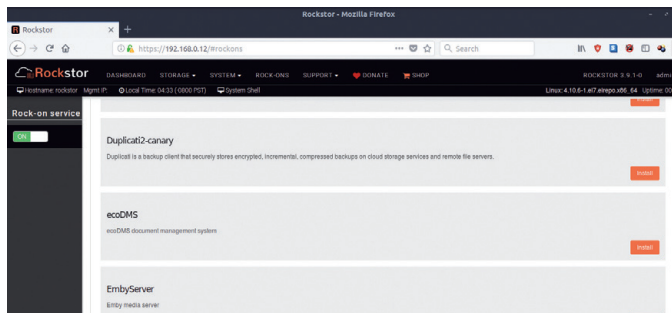 Rockstor - Mozilla Firefox
Rockstor
https://192.168.0.12/#rockons
Search
Rockstor DASHBOARD STORAGE SYSTEM ROCK-ONS SUPPORT DONATE SHOP ROCKSTOR 3.9.1-0 admi
Hostname: rockstor Mgmt IP: Local Time: 04:33 (-0800 PST) System Shell Linux: 4.10.6-1.el7.elrepo.x86_64 Uptime: 00
Rock-on service
ON
Install
Duplicati2-canary
Duplicati is a backup client that securely stores encrypted, incremental, compressed backups on cloud storage services and remote file servers.
Install
ecoDMS
ecoDMS document management system
Install
EmbyServer
Emby media server